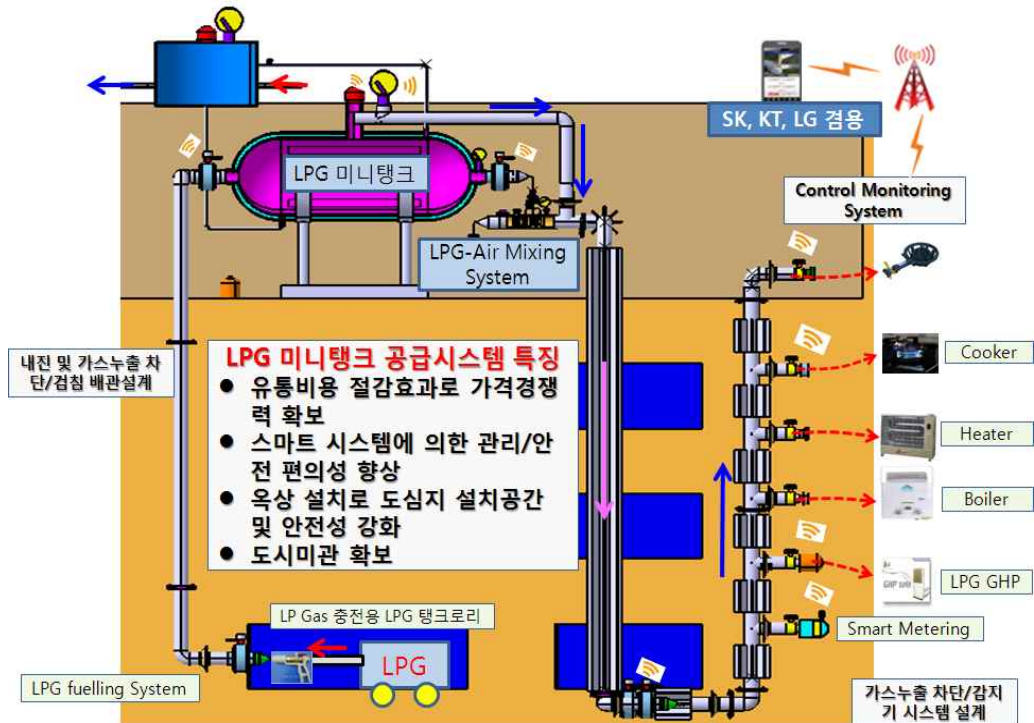 SK, KT, LG 겸용
LPG 미니탱크
Control Monitoring
System
LPG-Air Mixing
System
내진 및 가스누출 차
단/검침 배관설계
LPG 미니탱크 공급시스템 특징
● 유통비용 절감효과로 가격경쟁
력 확보
● 스마트 시스템에 의한 관리/안
전 편의성 향상
● 옥상 설치로 도심지 설치공간
및 안전성 강화
● 도시미관 확보
Cooker
Heater
Boiler
LPG GHP
Smart Metering
LP Gas 충전용 LPG 탱크로리
LPG
LPG fuelling System
가스누출 차단/감지
기 시스템 설계